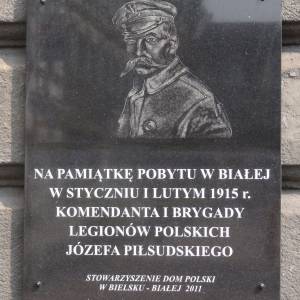 NA PAMIĄTKĘ POBYTU W BIAŁEJ
W STYCZNIU I LUTYM 1915 r.
KOMENDANTA I BRYGADY
LEGIONÓW POLSKICH
JÓZEFA PIŁSUDSKIEGO
STOWARZYSZENIE DOM POLSKI
W BIELSKU - BIAŁEJ 2011